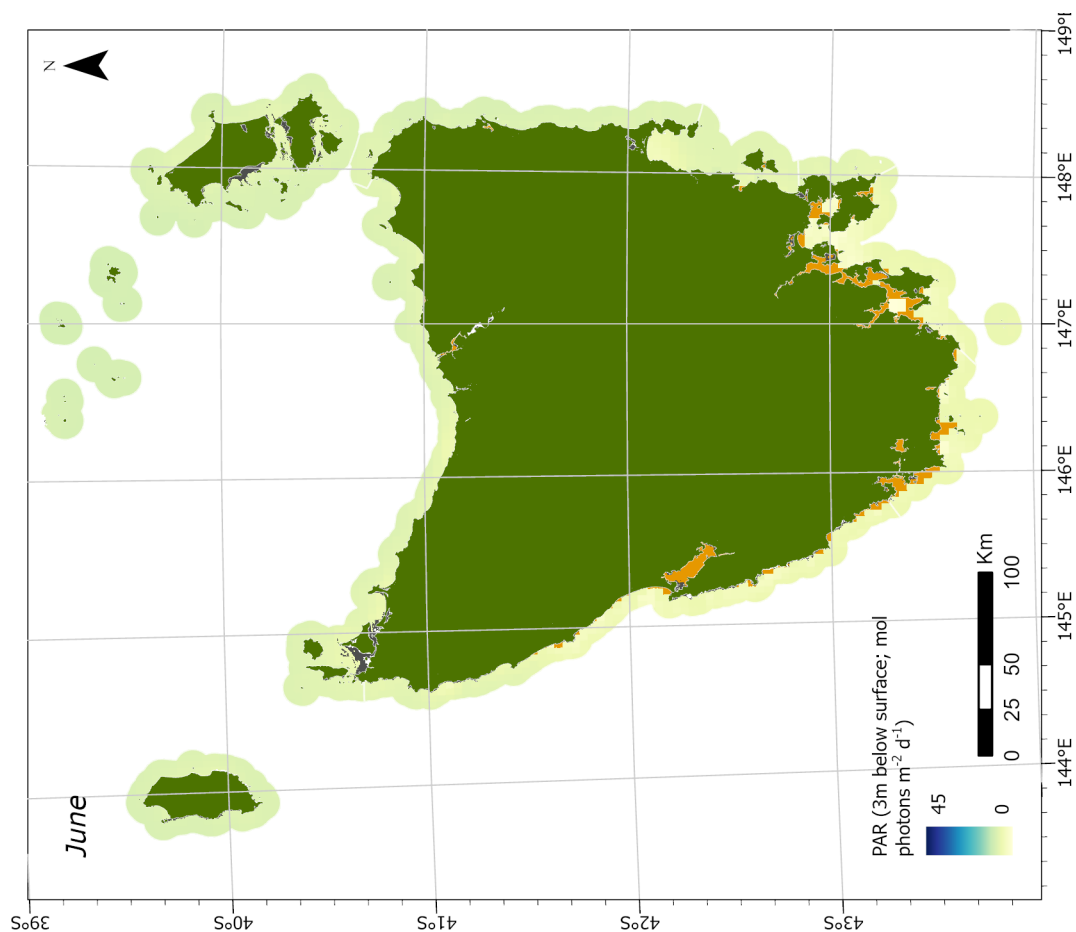 June
N
39°S
40°S
41°S
42°S
43°S
144°E
145°E
146°E
147°E
148°E
149°E
PAR (3m below surface; mol
photons m⁻² d⁻¹)
45
0
0 25 50 100
Km